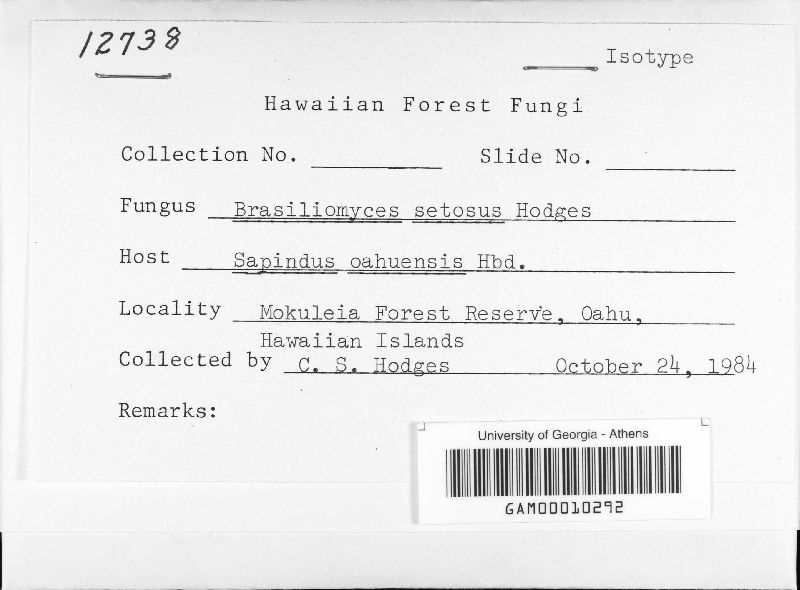 12738
Isotype
Hawaiian Forest Fungi
Collection No. Slide No.
Fungus Brasiliomyces setosus Hodges
Host Sapindus oahuensis Hbd.
Locality Mokuleia Forest Reserve, Oahu,
Hawaiian Islands
Collected by C. S. Hodges October 24, 1984
Remarks:
University of Georgia - Athens
GAM00010292